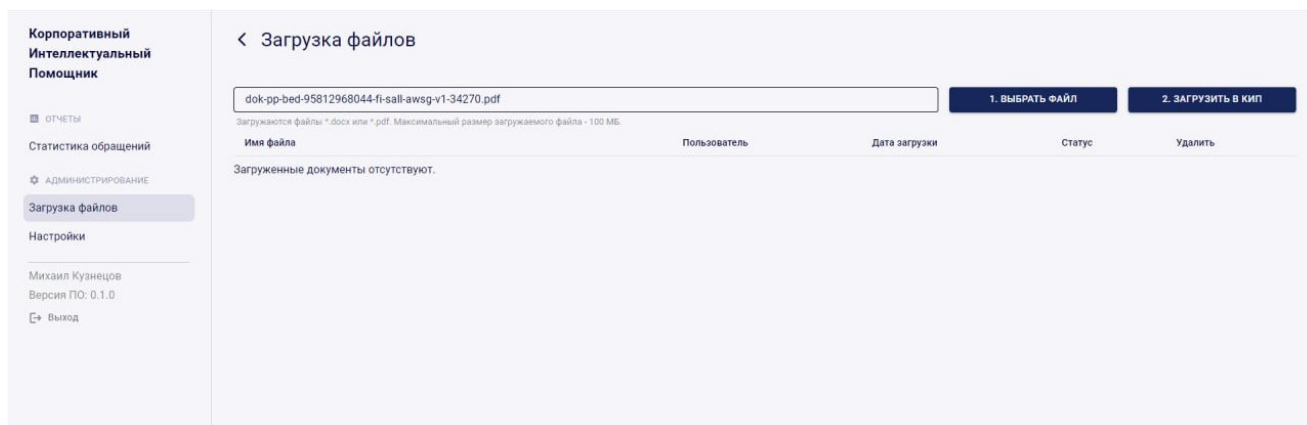 Корпоративный
Интеллектуальный
Помощник
ОТЧЕТЫ
Статистика обращений
АДМИНИСТРИРОВАНИЕ
Загрузка файлов
Настройки
Михаил Кузнецов
Версия ПО: 0.1.0
Выход
Загрузка файлов
dok-pp-bed-95812968044-fi-sall-awsg-v1-34270.pdf
1. ВЫБРАТЬ ФАЙЛ
2. ЗАГРУЗИТЬ В КИП
Загружаются файлы *.docx или *.pdf. Максимальный размер загружаемого файла - 100 МБ.
Имя файла Пользователь Дата загрузки Статус Удалить
Загруженные документы отсутствуют.